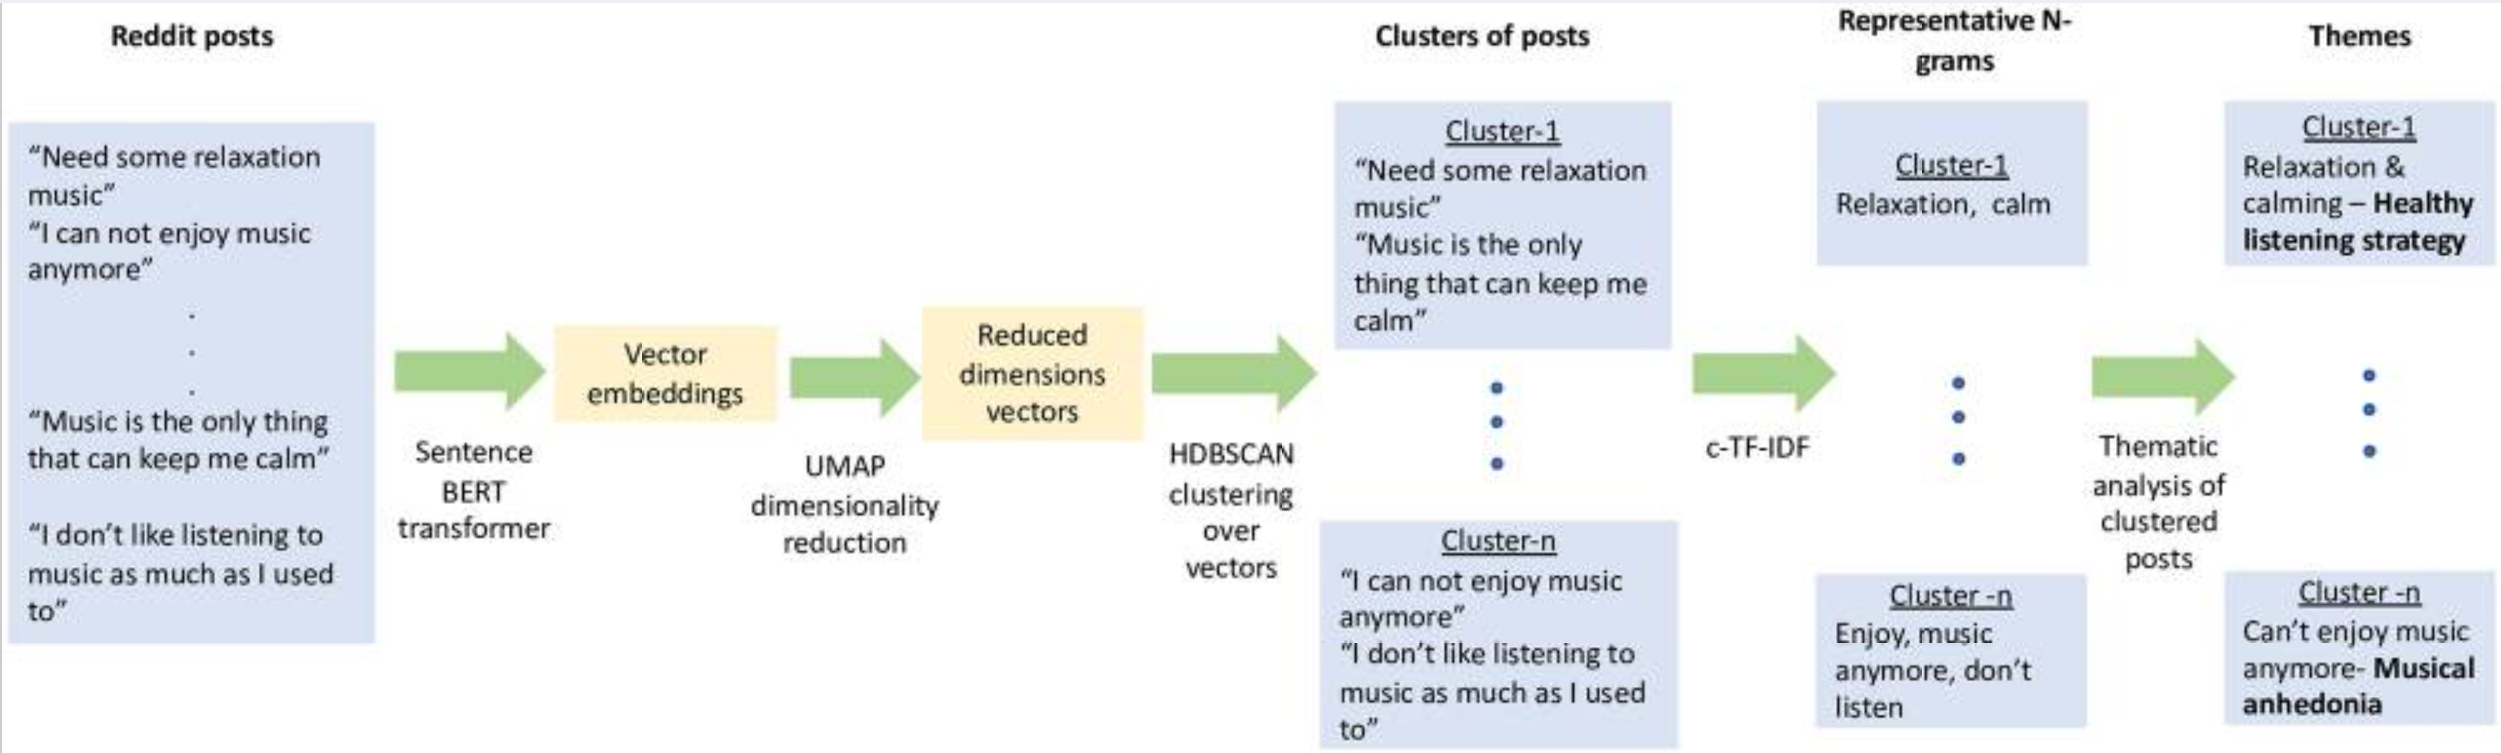 Reddit posts
“Need some relaxation
music”
“I can not enjoy music
anymore”
.
.
.
“Music is the only thing
that can keep me calm”
“I don’t like listening to
music as much as I used
to”
Sentence
BERT
transformer
Vector
embeddings
UMAP
dimensionality
reduction
Reduced
dimensions
vectors
HDBSCAN
clustering
over
vectors
Clusters of posts
Cluster-1
“Need some relaxation
music”
“Music is the only
thing that can keep me
calm”
Cluster-n
“I can not enjoy music
anymore”
“I don’t like listening to
music as much as I used
to”
c-TF-IDF
Representative N-
grams
Cluster-1
Relaxation, calm
Cluster -n
Enjoy, music
anymore, don’t
listen
Thematic
analysis of
clustered
posts
Themes
Cluster-1
Relaxation &
calming – Healthy
listening strategy
Cluster -n
Can’t enjoy music
anymore- Musical
anhedonia